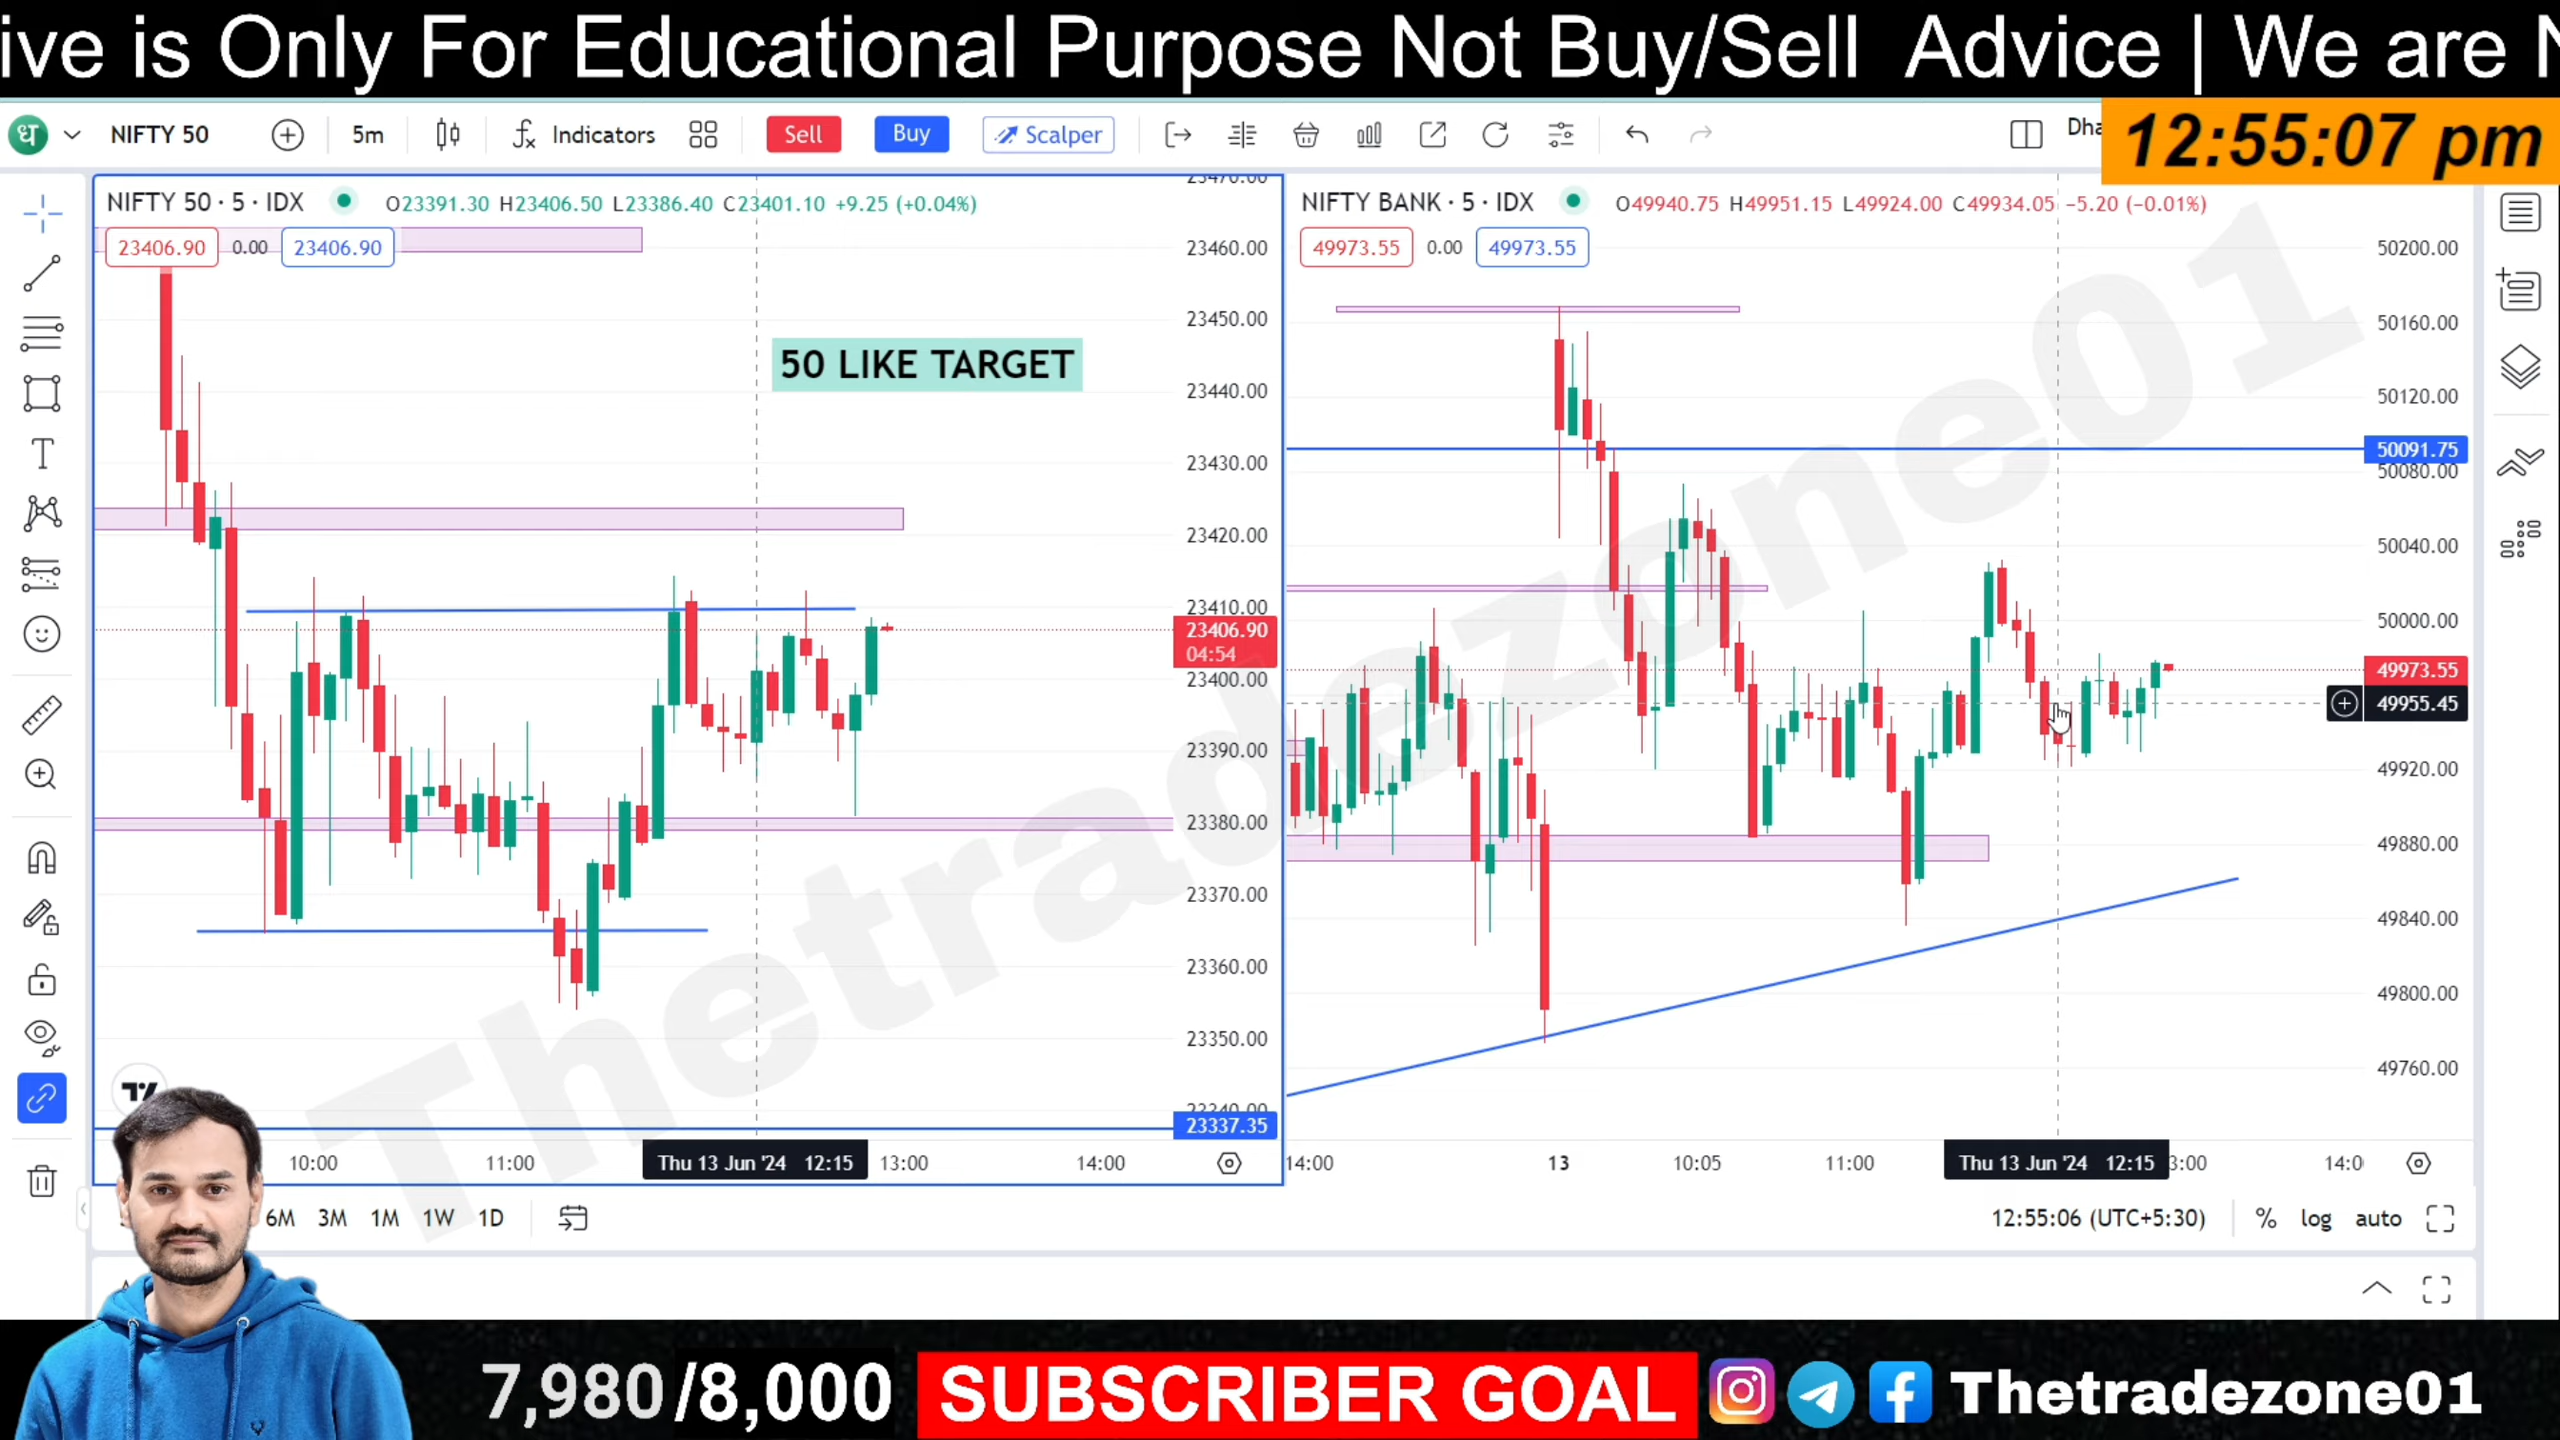 ive is Only For Educational Purpose Not Buy/Sell Advice | We are N
12:55:07 pm
ध NIFTY 50 5m Indicators Sell Buy Scalper Dha
NIFTY 50 · 5 · IDX O23391.30 H23406.50 L23386.40 C23401.10 +9.25 (+0.04%)
23406.90 0.00 23406.90
50 LIKE TARGET
23470.00
23460.00
23450.00
23440.00
23430.00
23420.00
23410.00
23406.90
04:54
23400.00
23390.00
23380.00
23370.00
23360.00
23350.00
23340.00
23337.35
10:00 11:00 Thu 13 Jun '24 12:15 13:00 14:00
NIFTY BANK · 5 · IDX O49940.75 H49951.15 L49924.00 C49934.05 −5.20 (−0.01%)
49973.55 0.00 49973.55
50200.00
50160.00
50120.00
50091.75
50080.00
50040.00
50000.00
49973.55
49955.45
49920.00
49880.00
49840.00
49800.00
49760.00
14:00 13 10:05 11:00 Thu 13 Jun '24 12:15 3:00 14:0
Thetradezone01
6M 3M 1M 1W 1D
12:55:06 (UTC+5:30) % log auto
7,980/8,000 SUBSCRIBER GOAL Thetradezone01